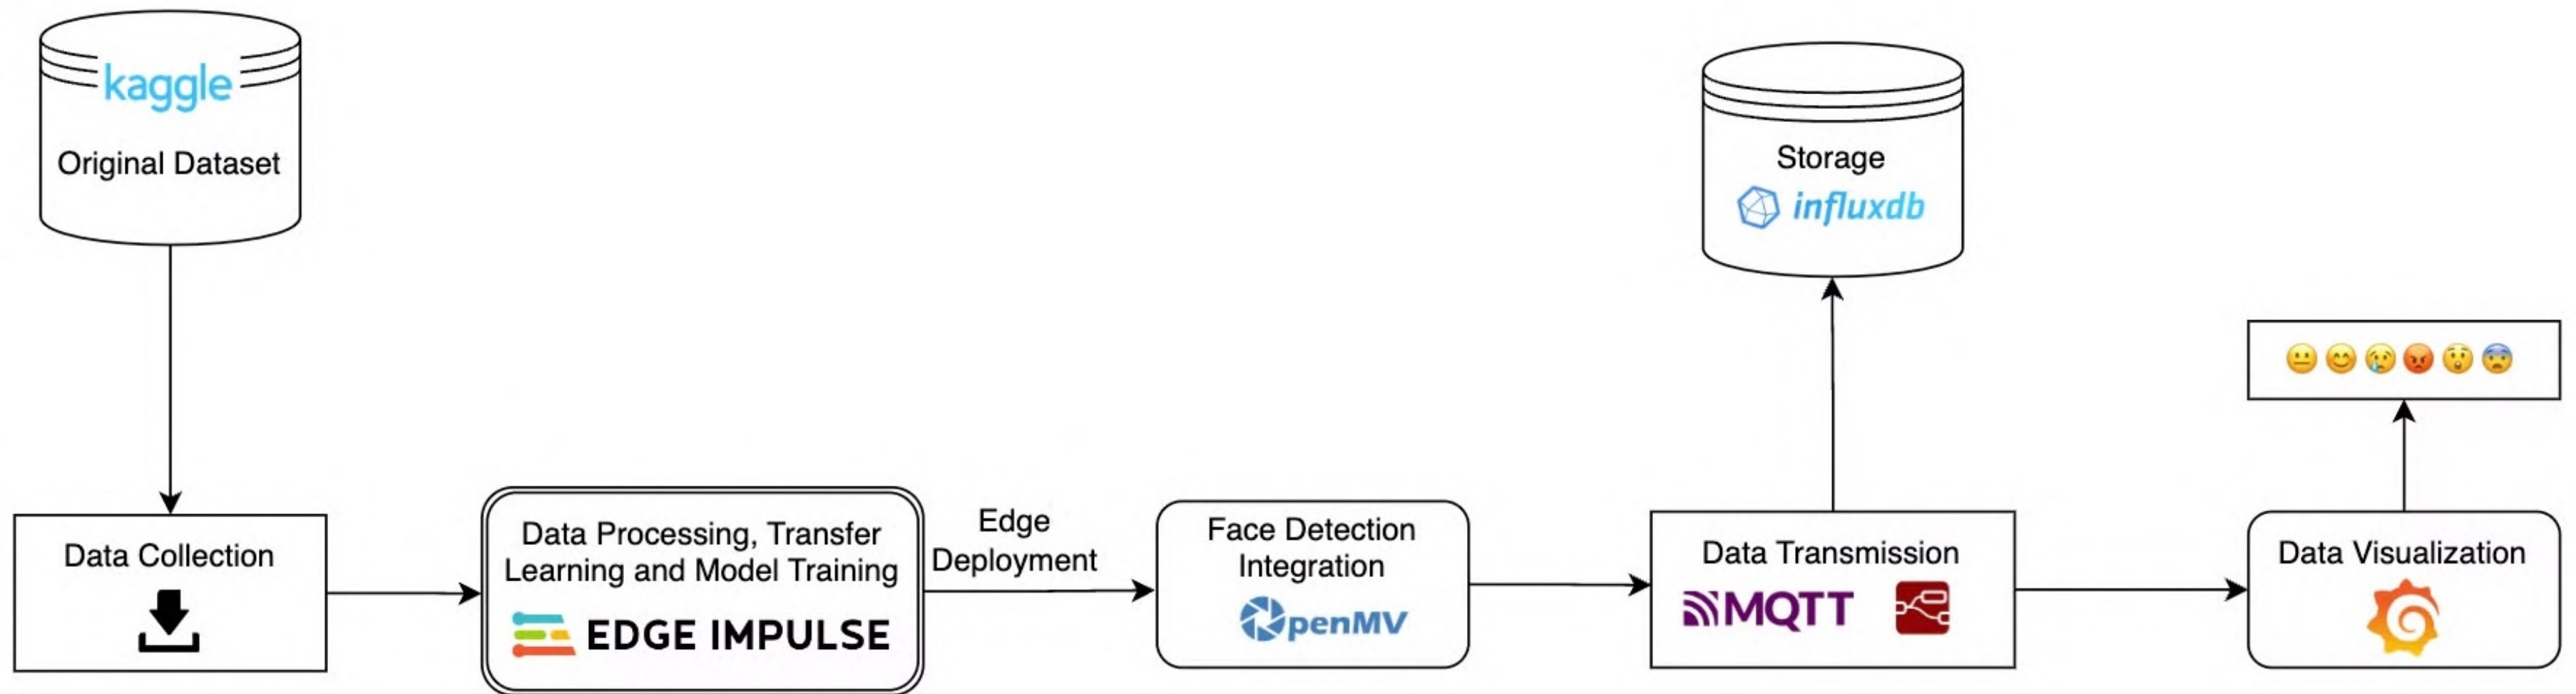 kaggle
Original Dataset
Data Collection
Data Processing, Transfer
Learning and Model Training
EDGE IMPULSE
Edge
Deployment
Face Detection
Integration
OpenMV
Storage
influxdb
Data Transmission
MQTT
Data Visualization